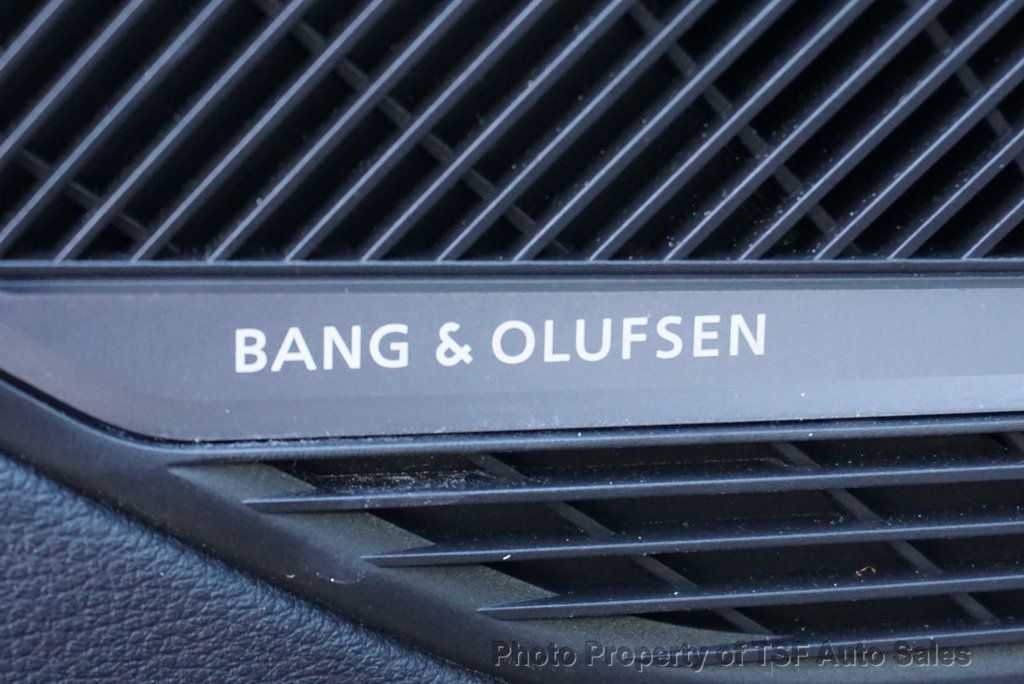 BANG & OLUFSEN
Photo Property of TSF Auto Sales